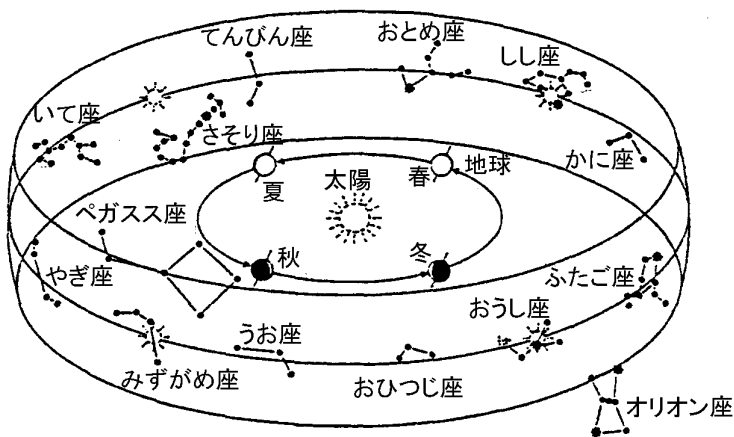 てんびん座
おとめ座
しし座
いて座
さそり座
かに座
夏
太陽
春
地球
ペガスス座
秋
冬
やぎ座
ふたご座
おうし座
うお座
みずがめ座
おひつじ座
オリオン座